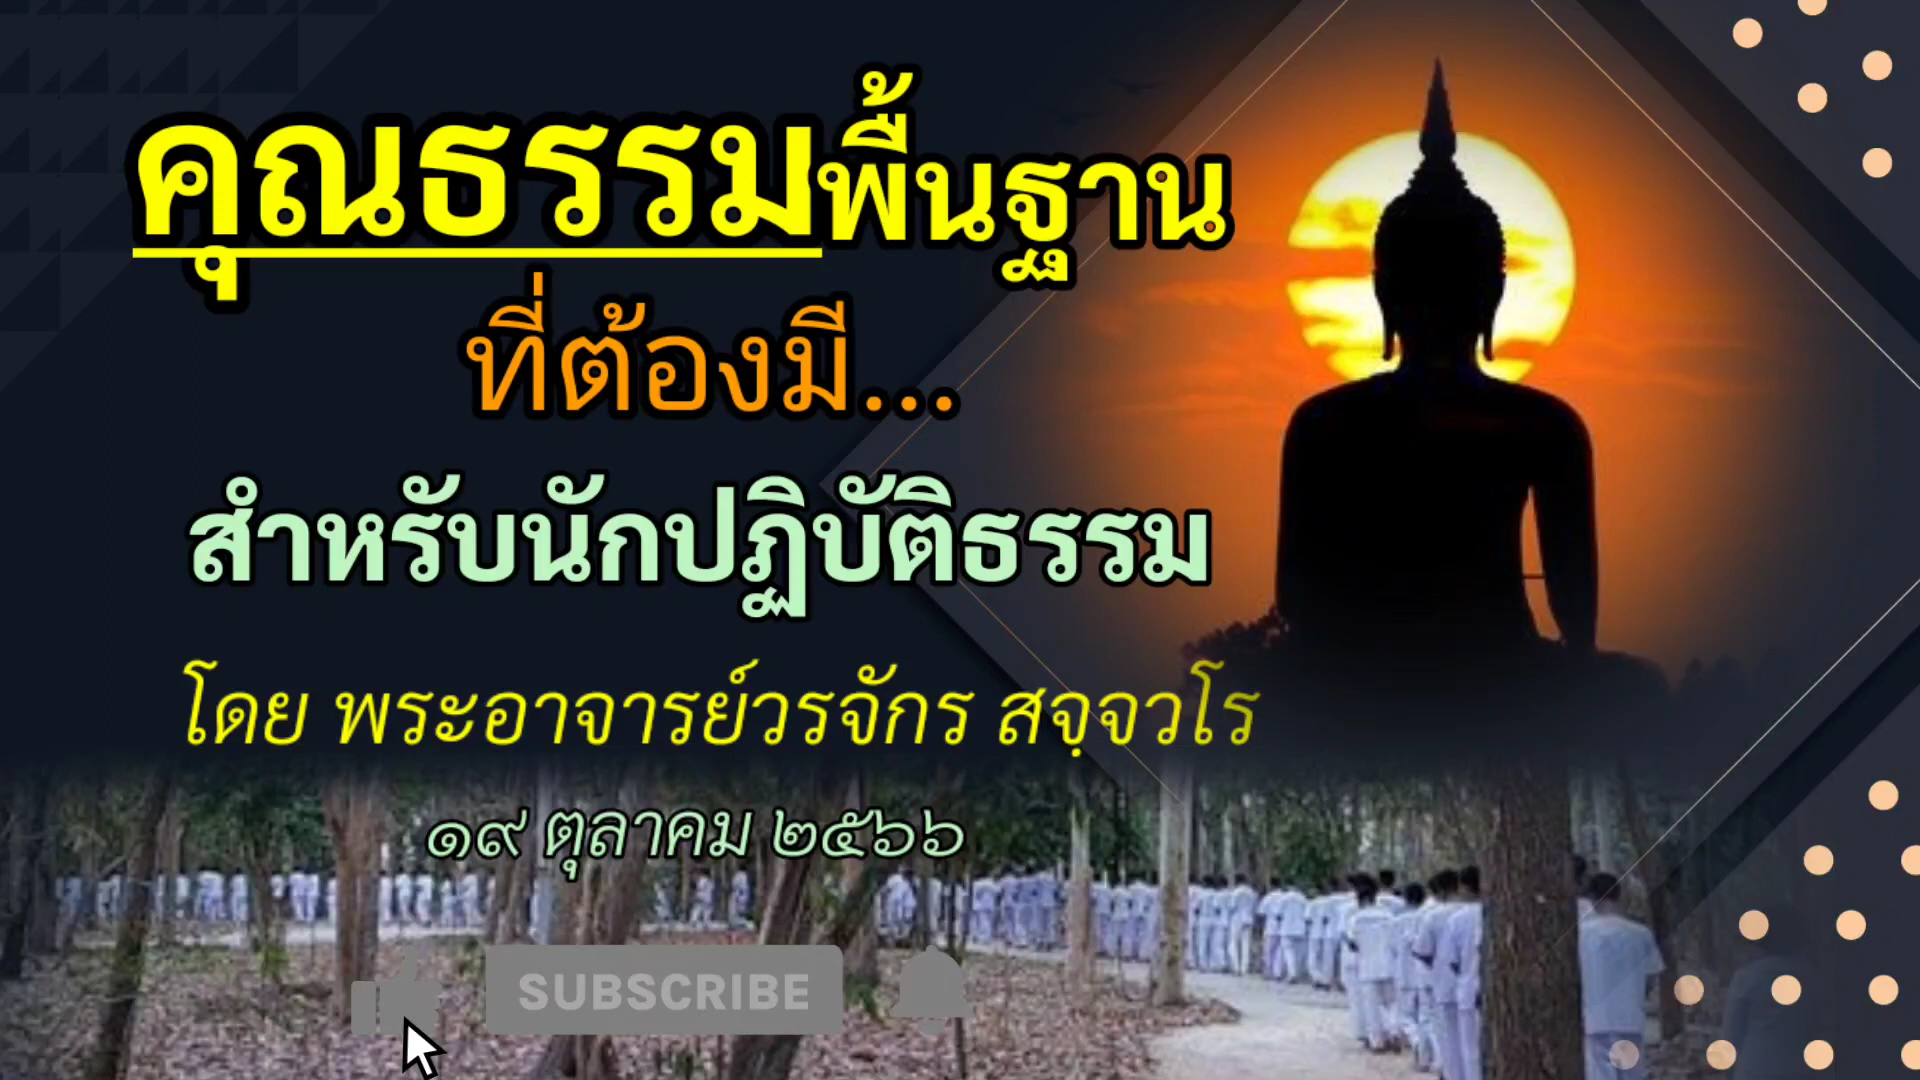 คุณธรรมพื้นฐาน
ที่ต้องมี...
สำหรับนักปฏิบัติธรรม
โดย พระอาจารย์วรจักร สจฺจวโร
๑๙ ตุลาคม ๒๕๖๖
SUBSCRIBE